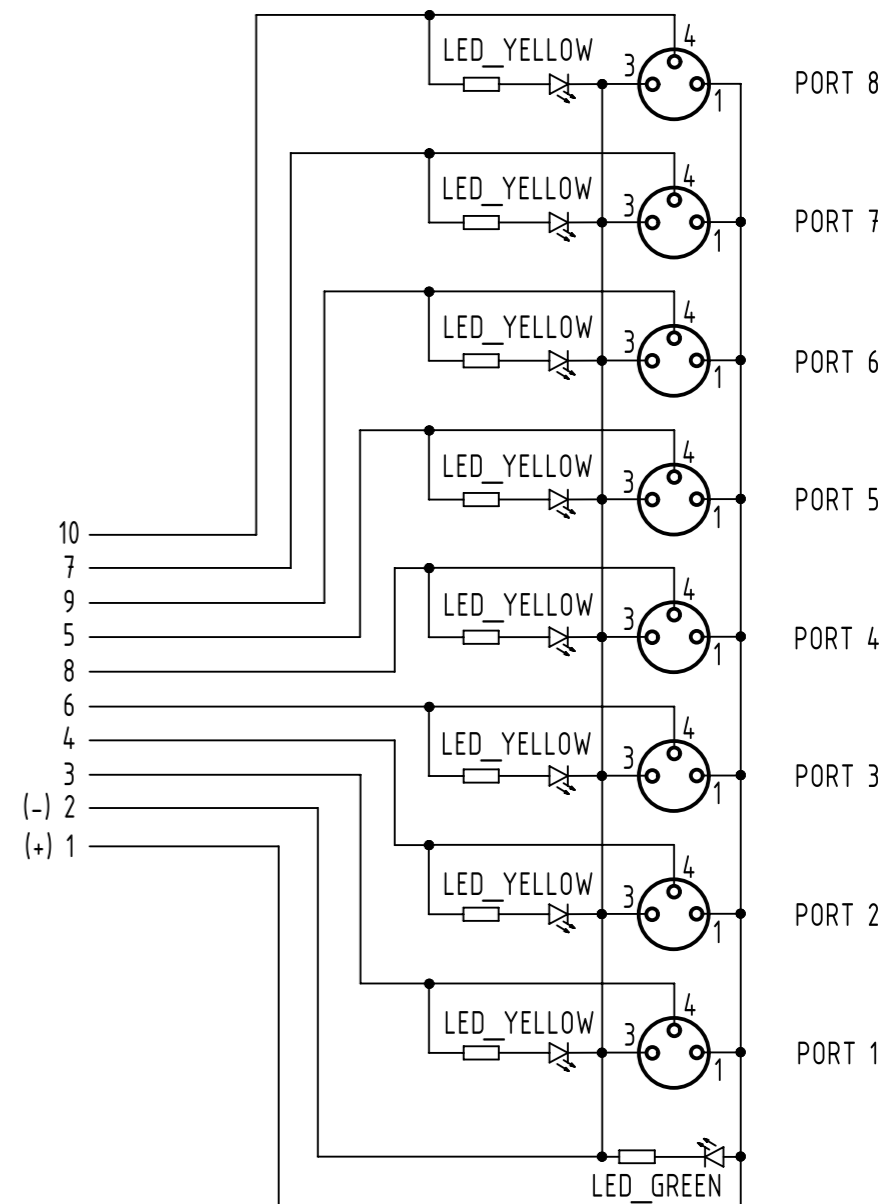 4
LED_YELLOW
3
1
PORT 8
4
LED_YELLOW
3
1
PORT 7
4
LED_YELLOW
3
1
PORT 6
4
LED_YELLOW
3
1
PORT 5
10
7
9
5
8
6
4
3
(-) 2
(+) 1
4
LED_YELLOW
3
1
PORT 4
4
LED_YELLOW
3
1
PORT 3
4
LED_YELLOW
3
1
PORT 2
4
LED_YELLOW
3
1
PORT 1
LED_GREEN